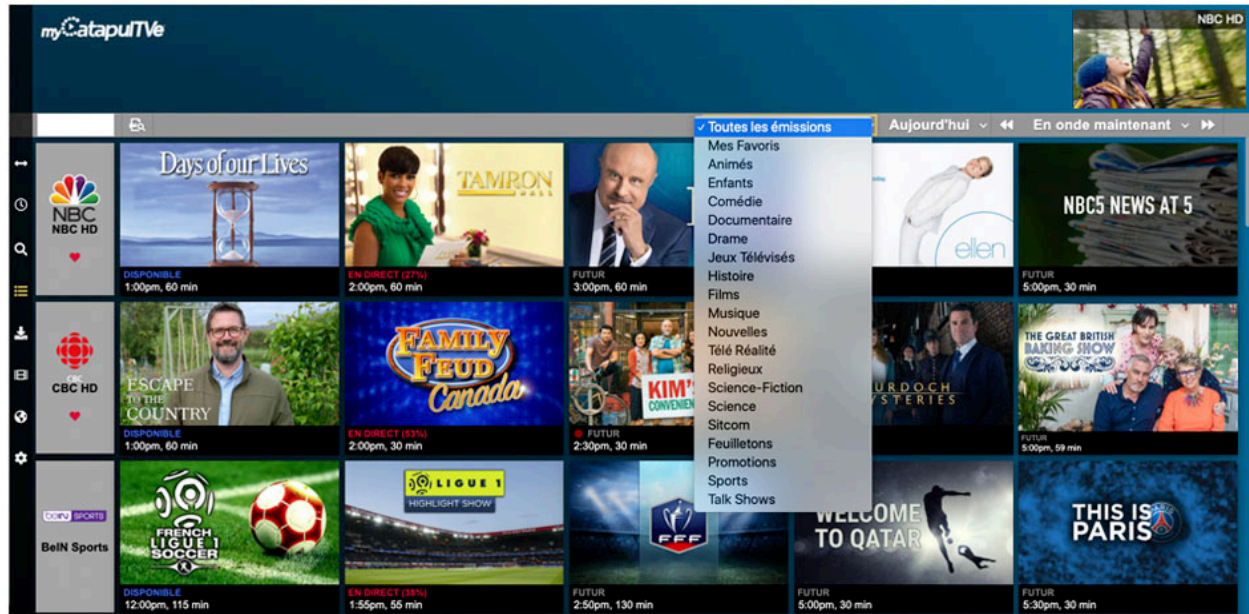 myCatapulTVe
NBC HD
✓ Toutes les émissions
Aujourd'hui
En onde maintenant
Mes Favoris
Animés
Enfants
Comédie
Documentaire
Drame
Jeux Télévisés
Histoire
Films
Musique
Nouvelles
Télé Réalité
Religieux
Science-Fiction
Science
Sitcom
Feuilletons
Promotions
Sports
Talk Shows
NBC
NBC HD
Days of our Lives
DISPONIBLE
1:00pm, 60 min
TAMRON
HALL
EN DIRECT (27%)
2:00pm, 60 min
FUTUR
3:00pm, 60 min
ellen
NBC5 NEWS AT 5
FUTUR
5:00pm, 30 min
CBC
CBC HD
ESCAPE
TO THE
COUNTRY
DISPONIBLE
1:00pm, 60 min
FAMILY
FEUD
Canada
EN DIRECT (53%)
2:00pm, 30 min
KIM'S
CONVENIEN
FUTUR
2:30pm, 30 min
URDOCH
YSTERIES
THE GREAT BRITISH
BAKING SHOW
FUTUR
5:00pm, 59 min
beIN SPORTS
BeIN Sports
FRENCH
LIGUE 1
SOCCER
DISPONIBLE
12:00pm, 115 min
LIGUE 1
HIGHLIGHT SHOW
EN DIRECT (38%)
1:55pm, 55 min
FFF
FUTUR
2:50pm, 130 min
WELCOME
TO QATAR
FUTUR
5:00pm, 30 min
THIS IS
PARIS
FUTUR
5:30pm, 30 min